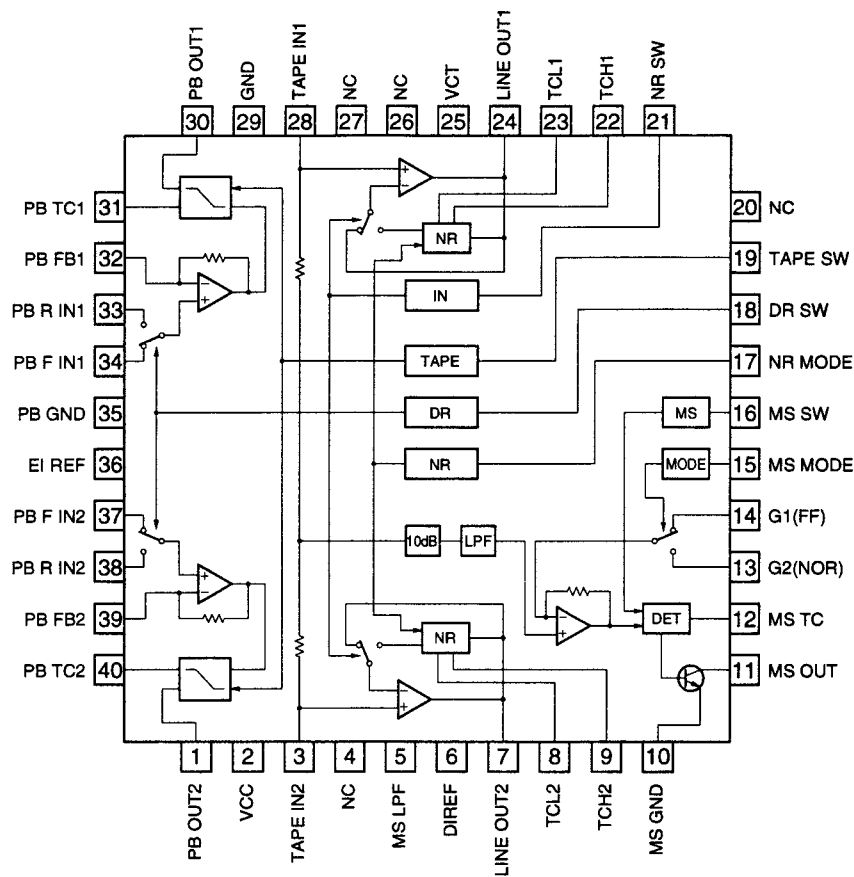 PB OUT1
GND
TAPE IN1
NC
NC
VCT
LINE OUT1
TCL1
TCH1
NR SW
30
29
28
27
26
25
24
23
22
21
PB TC1 31
PB FB1 32
PB R IN1 33
PB F IN1 34
PB GND 35
EI REF 36
PB F IN2 37
PB R IN2 38
PB FB2 39
PB TC2 40
+
−
NR
−
+
IN
TAPE
DR
NR
MS
MODE
10dB
LPF
+
−
−
+
DET
NR
−
+
20 NC
19 TAPE SW
18 DR SW
17 NR MODE
16 MS SW
15 MS MODE
14 G1(FF)
13 G2(NOR)
12 MS TC
11 MS OUT
1
2
3
4
5
6
7
8
9
10
PB OUT2
VCC
TAPE IN2
NC
MS LPF
DIREF
LINE OUT2
TCL2
TCH2
MS GND